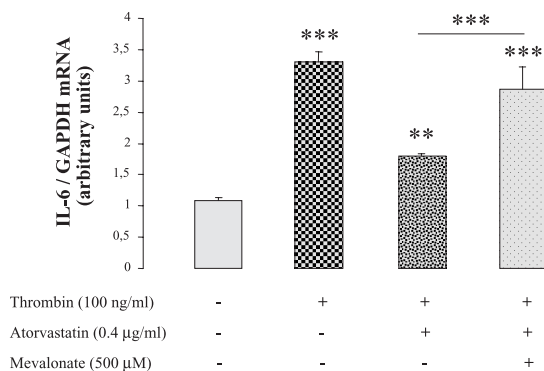 IL-6 / GAPDH mRNA
(arbitrary units)
4
3,5
3
2,5
2
1,5
1
0,5
0
***
**
***
***
Thrombin (100 ng/ml) - + + +
Atorvastatin (0.4 μg/ml) - - + +
Mevalonate (500 μM) - - - +